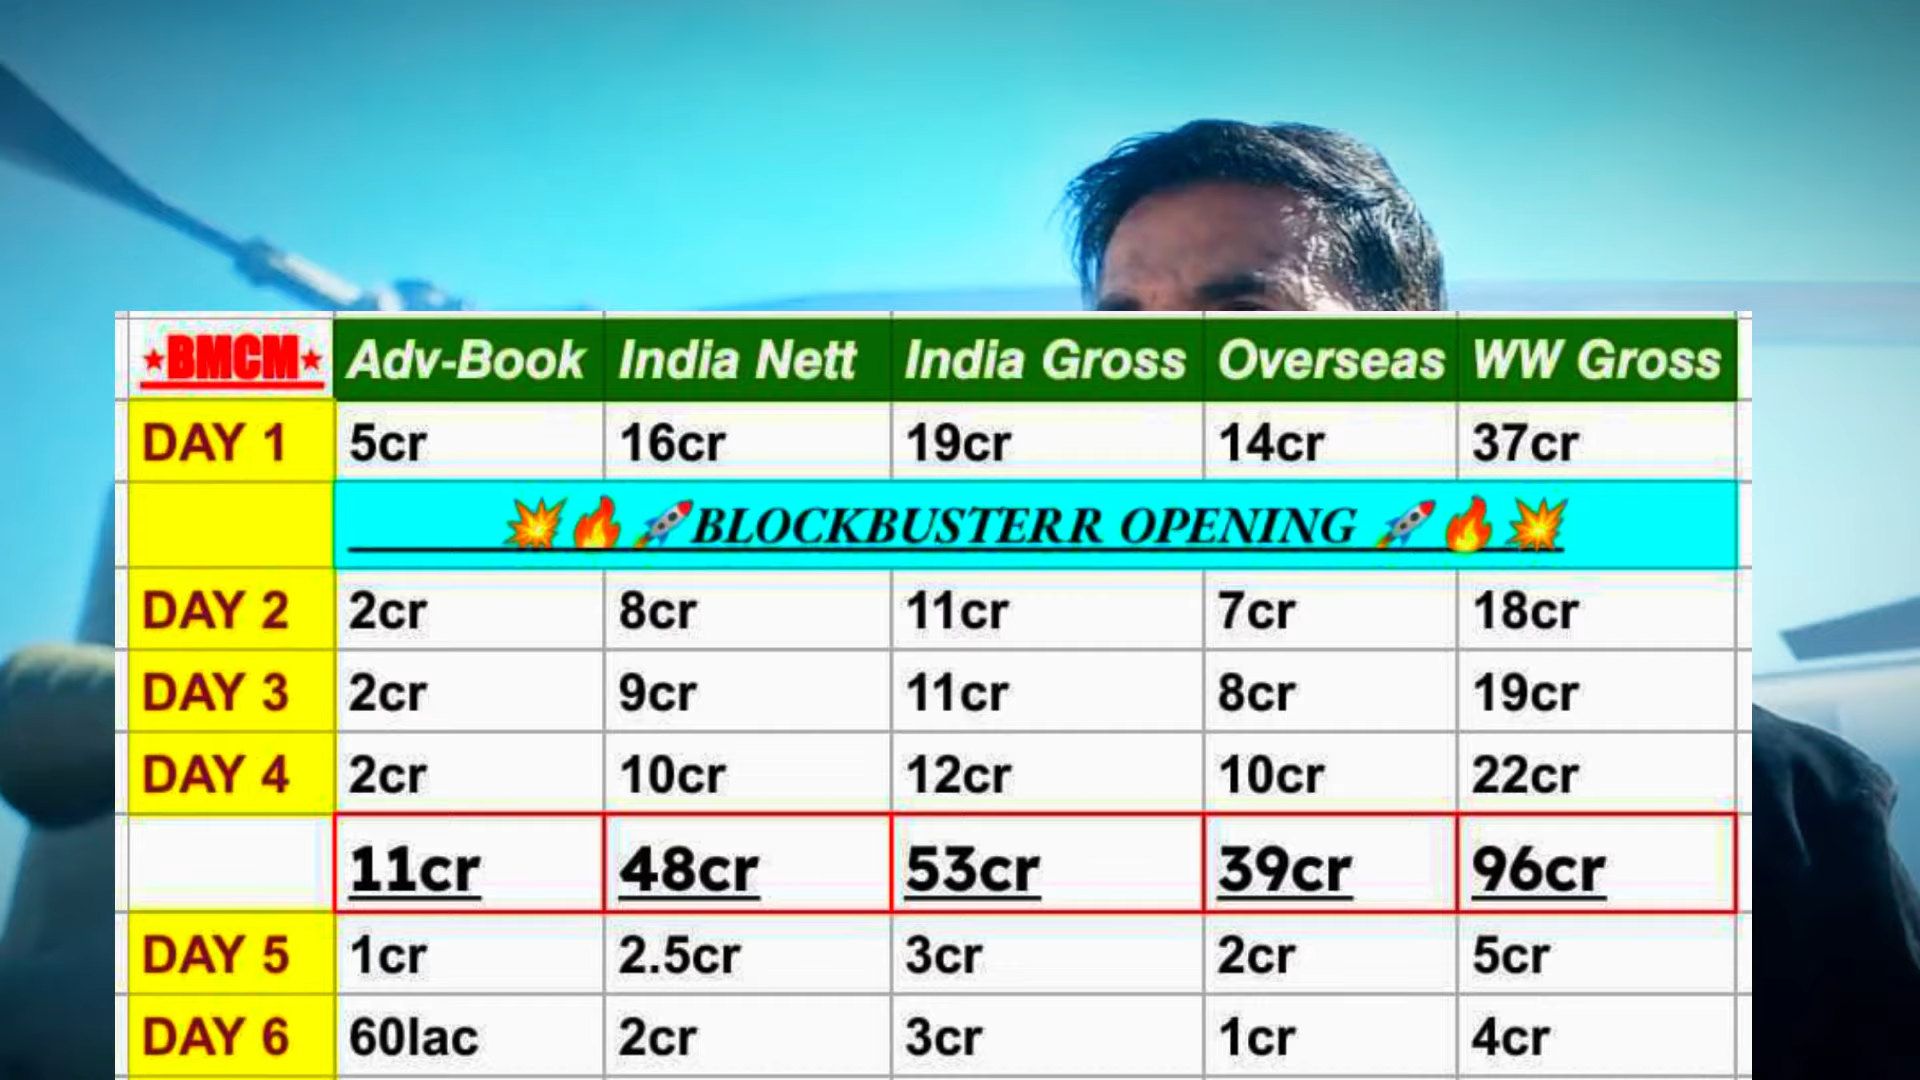 ★BMCM★ Adv-Book India Nett India Gross Overseas WW Gross
DAY 1 5cr 16cr 19cr 14cr 37cr
💥🔥🚀BLOCKBUSTERR OPENING 🚀🔥💥
DAY 2 2cr 8cr 11cr 7cr 18cr
DAY 3 2cr 9cr 11cr 8cr 19cr
DAY 4 2cr 10cr 12cr 10cr 22cr
11cr 48cr 53cr 39cr 96cr
DAY 5 1cr 2.5cr 3cr 2cr 5cr
DAY 6 60lac 2cr 3cr 1cr 4cr